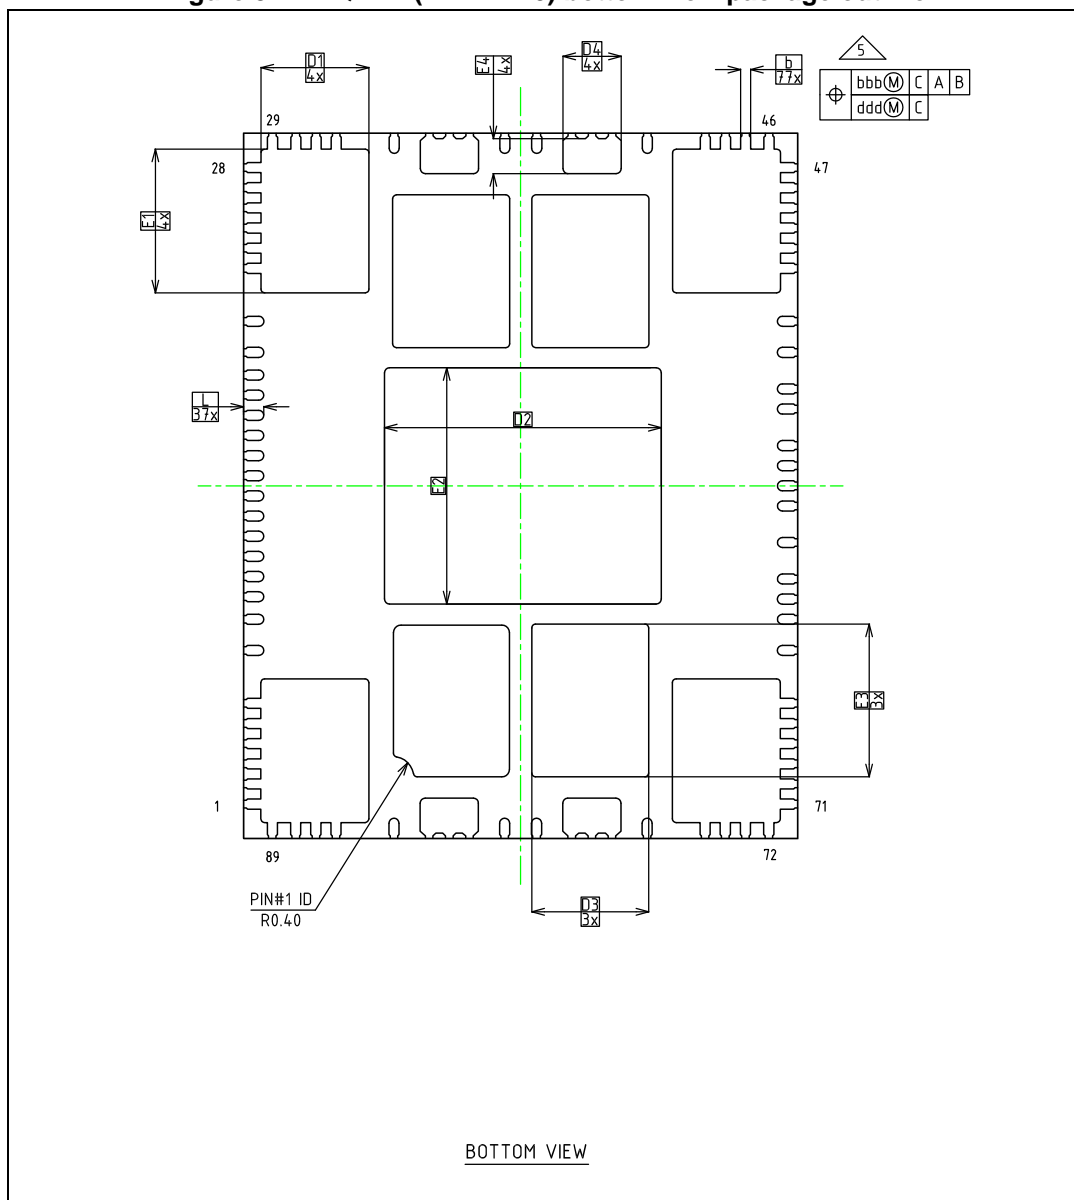 D1
4x
E4
4x
D4
4x
b
77x
5
bbb Ⓜ C A B
ddd Ⓜ C
29
46
28
47
E1
4x
L
37x
D2
E2
E3
3x
1
71
89
72
PIN#1 ID
R0.40
D3
3x
BOTTOM VIEW